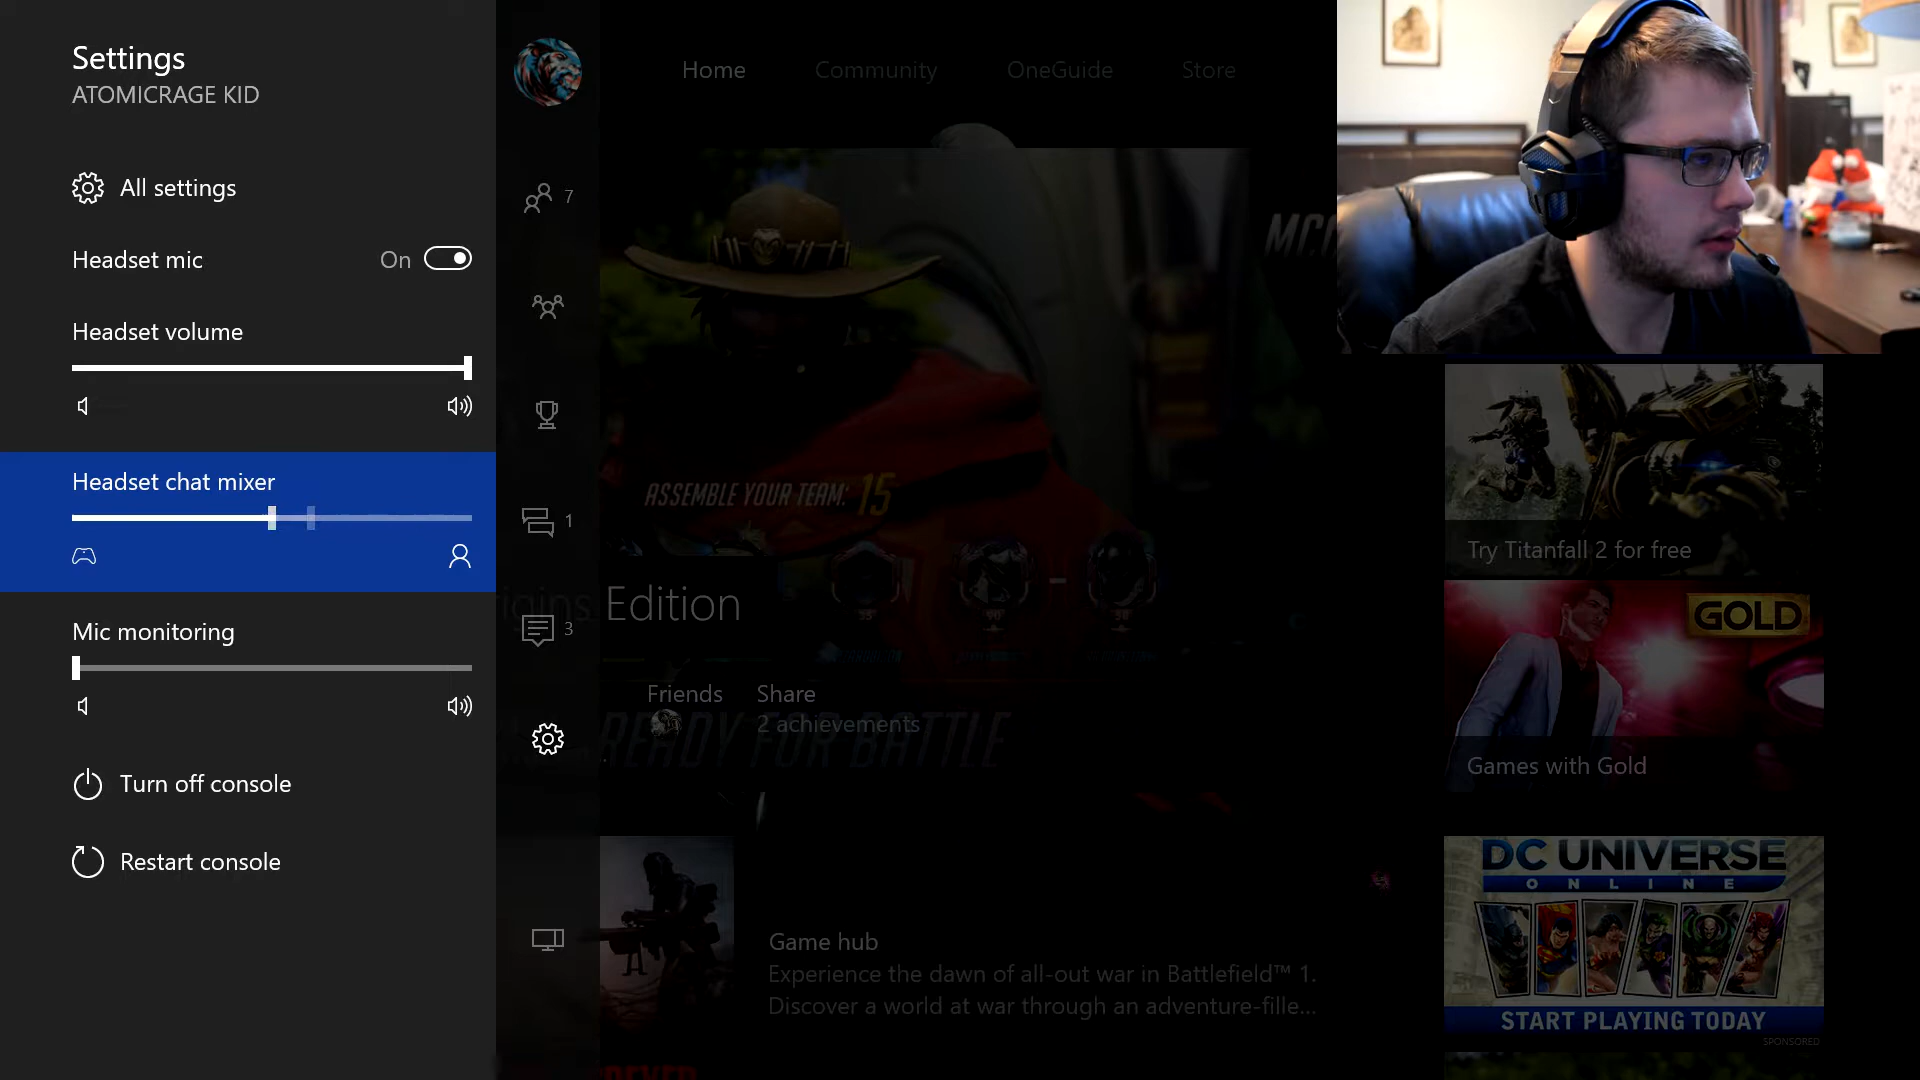 Settings
ATOMICRAGE KID
All settings
Headset mic
On
Headset volume
Headset chat mixer
Mic monitoring
Turn off console
Restart console
7
1
3
Home
Community
OneGuide
Store
ASSEMBLE YOUR TEAM: 15
Edition
Friends
Share
2 achievements
READY FOR BATTLE
Game hub
Experience the dawn of all-out war in Battlefield™ 1.
Discover a world at war through an adventure-fille...
Try Titanfall 2 for free
GOLD
Games with Gold
DC UNIVERSE
ONLINE
START PLAYING TODAY
SPONSORED